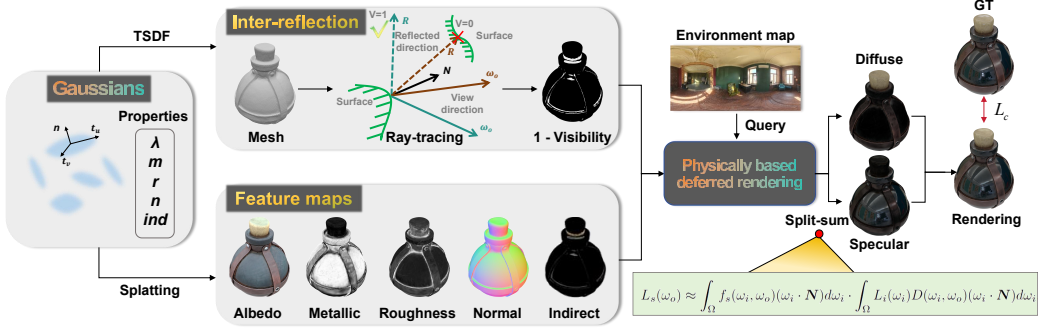 TSDF
Gaussians
n
t_u
t_v
Properties
λ
m
r
n
ind
Splatting
Inter-reflection
V=1
R
Reflected
direction
V=0
Surface
R
N
ω_o
Surface
View
direction
ω_o
Mesh
Ray-tracing
1 - Visibility
Feature maps
Albedo
Metallic
Roughness
Normal
Indirect
Environment map
Query
Physically based
deferred rendering
Diffuse
Specular
Split-sum
GT
L_c
Rendering
L_s(ω_o) ≈ ∫_Ω f_s(ω_i, ω_o)(ω_i · N)dω_i · ∫_Ω L_i(ω_i)D(ω_i, ω_o)(ω_i · N)dω_i